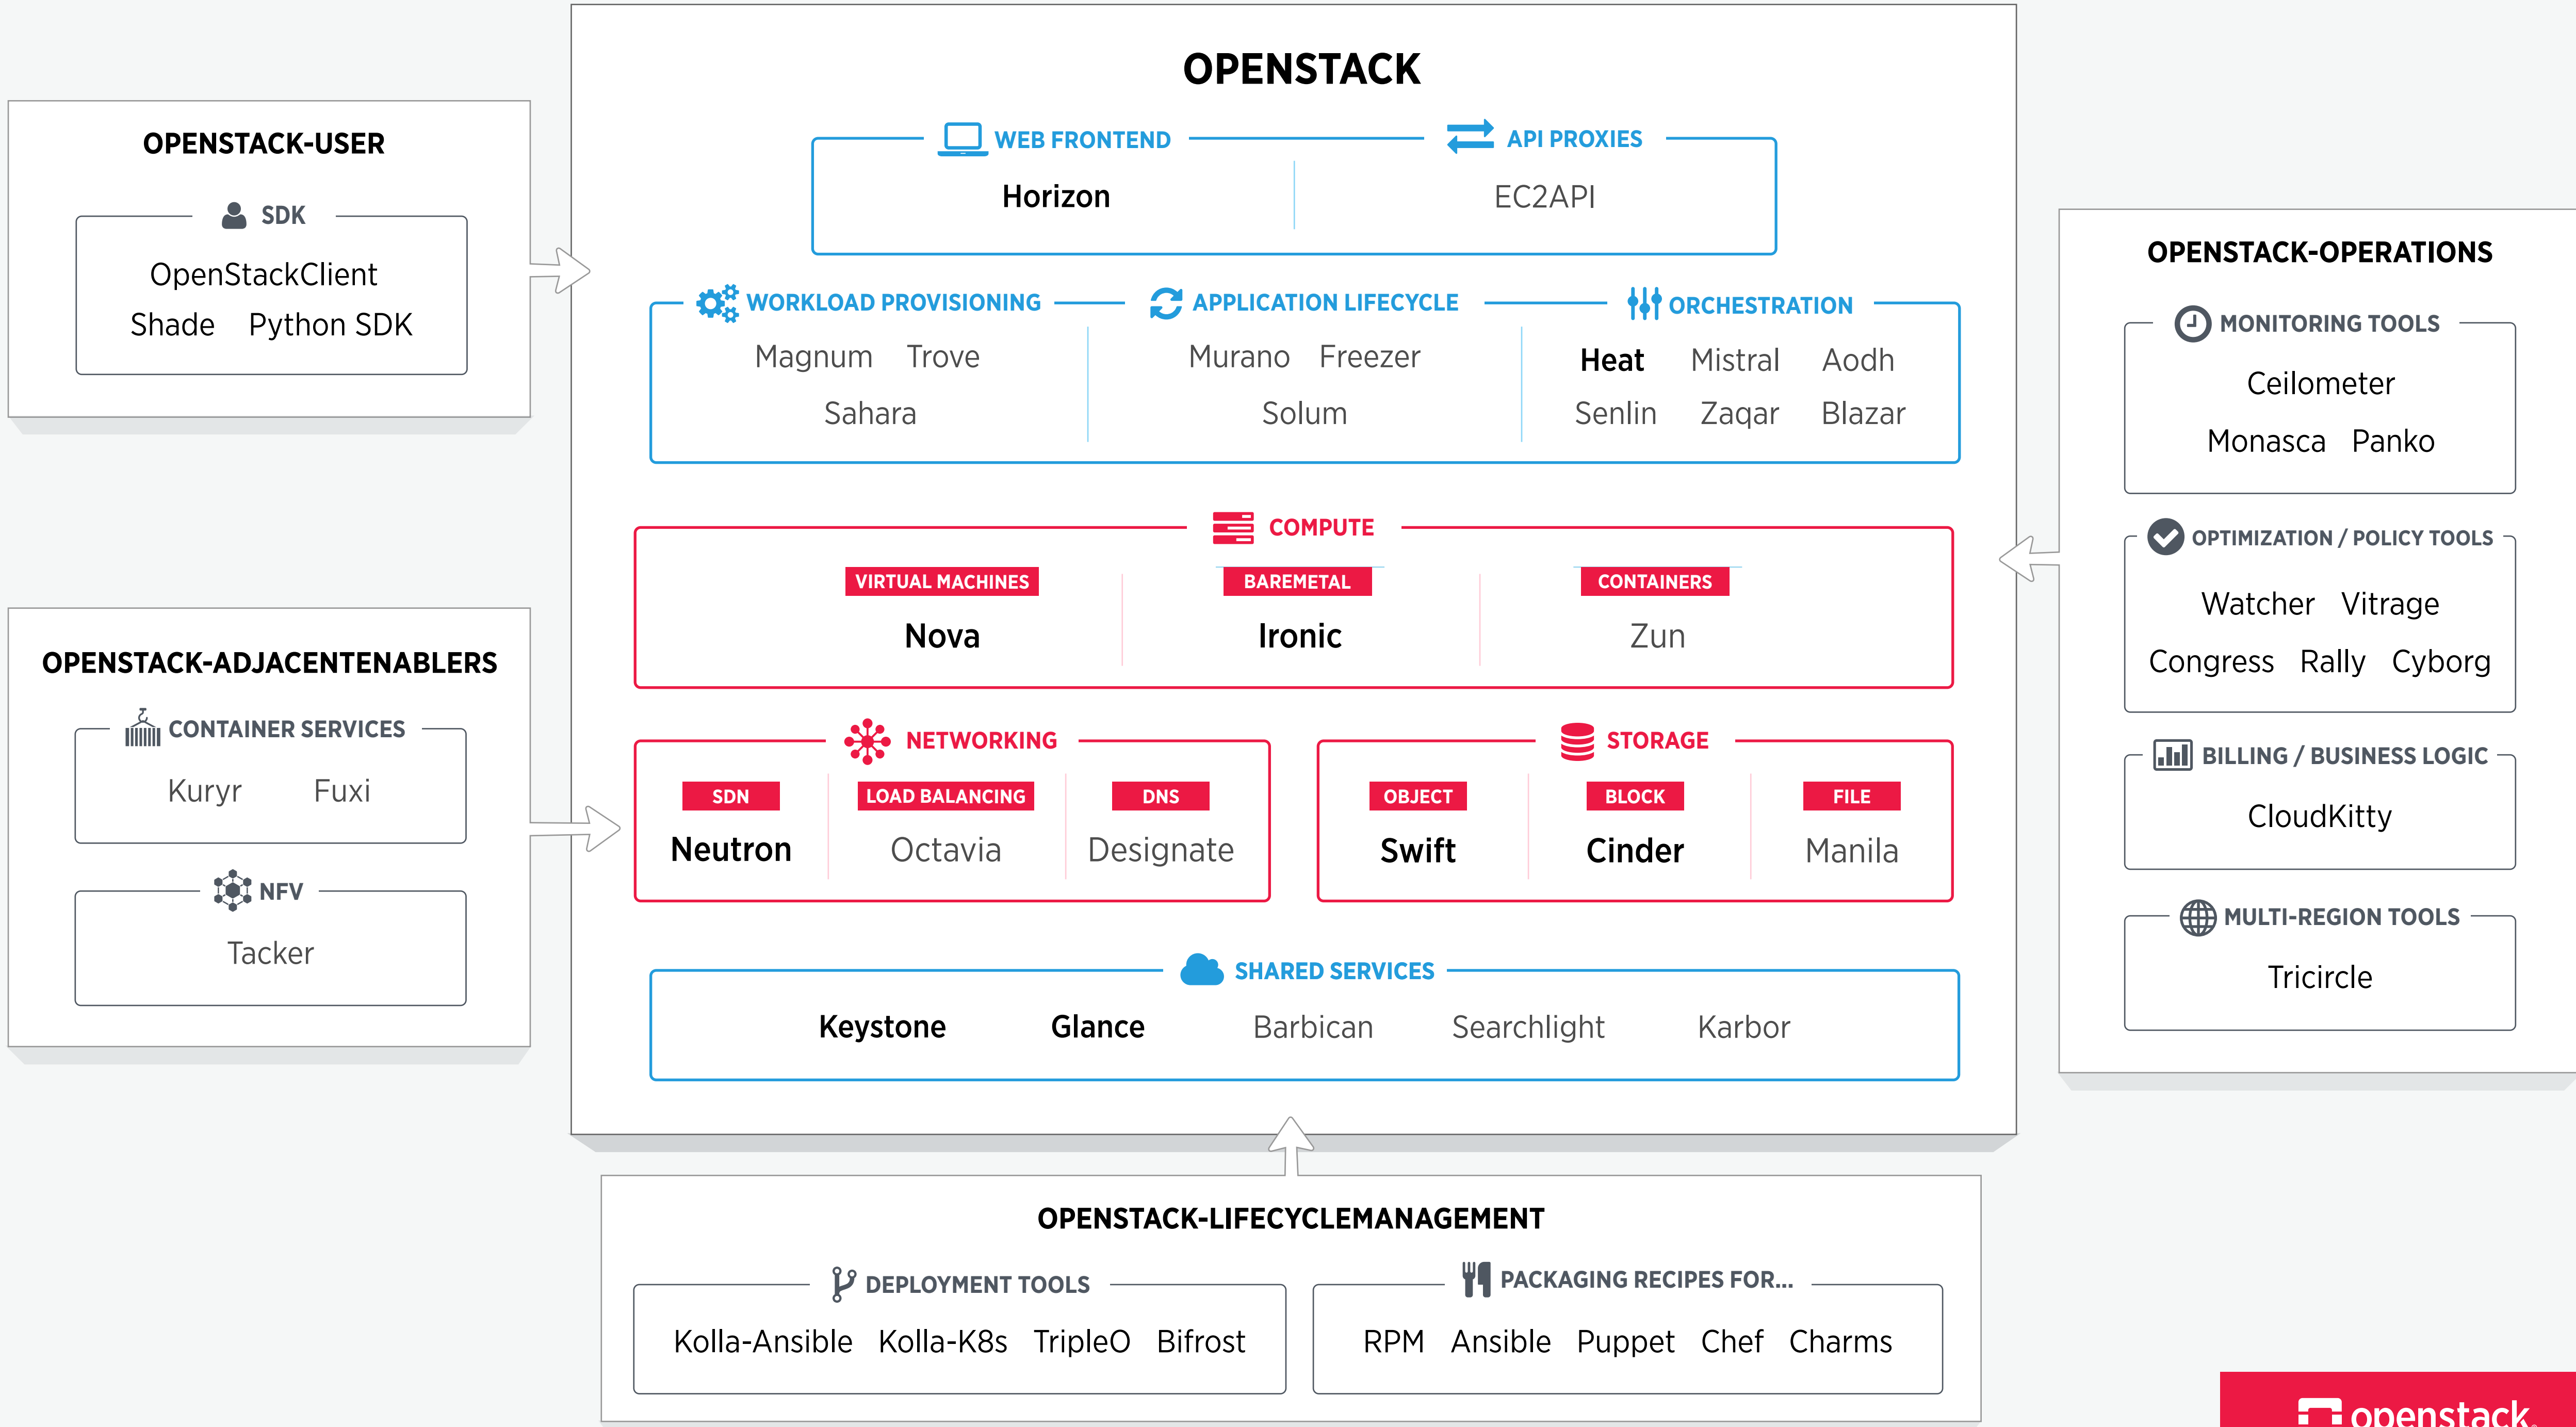 OPENSTACK
WEB FRONTEND
Horizon
API PROXIES
EC2API
WORKLOAD PROVISIONING
Magnum Trove
Sahara
APPLICATION LIFECYCLE
Murano Freezer
Solum
ORCHESTRATION
Heat Mistral Aodh
Senlin Zaqar Blazar
COMPUTE
VIRTUAL MACHINES
Nova
BAREMETAL
Ironic
CONTAINERS
Zun
NETWORKING
SDN
Neutron
LOAD BALANCING
Octavia
DNS
Designate
STORAGE
OBJECT
Swift
BLOCK
Cinder
FILE
Manila
SHARED SERVICES
Keystone Glance Barbican Searchlight Karbor
OPENSTACK-USER
SDK
OpenStackClient
Shade Python SDK
OPENSTACK-ADJACENTENABLERS
CONTAINER SERVICES
Kuryr Fuxi
NFV
Tacker
OPENSTACK-OPERATIONS
MONITORING TOOLS
Ceilometer
Monasca Panko
OPTIMIZATION / POLICY TOOLS
Watcher Vitrage
Congress Rally Cyborg
BILLING / BUSINESS LOGIC
CloudKitty
MULTI-REGION TOOLS
Tricircle
OPENSTACK-LIFECYCLEMANAGEMENT
DEPLOYMENT TOOLS
Kolla-Ansible Kolla-K8s TripleO Bifrost
PACKAGING RECIPES FOR...
RPM Ansible Puppet Chef Charms
openstack.